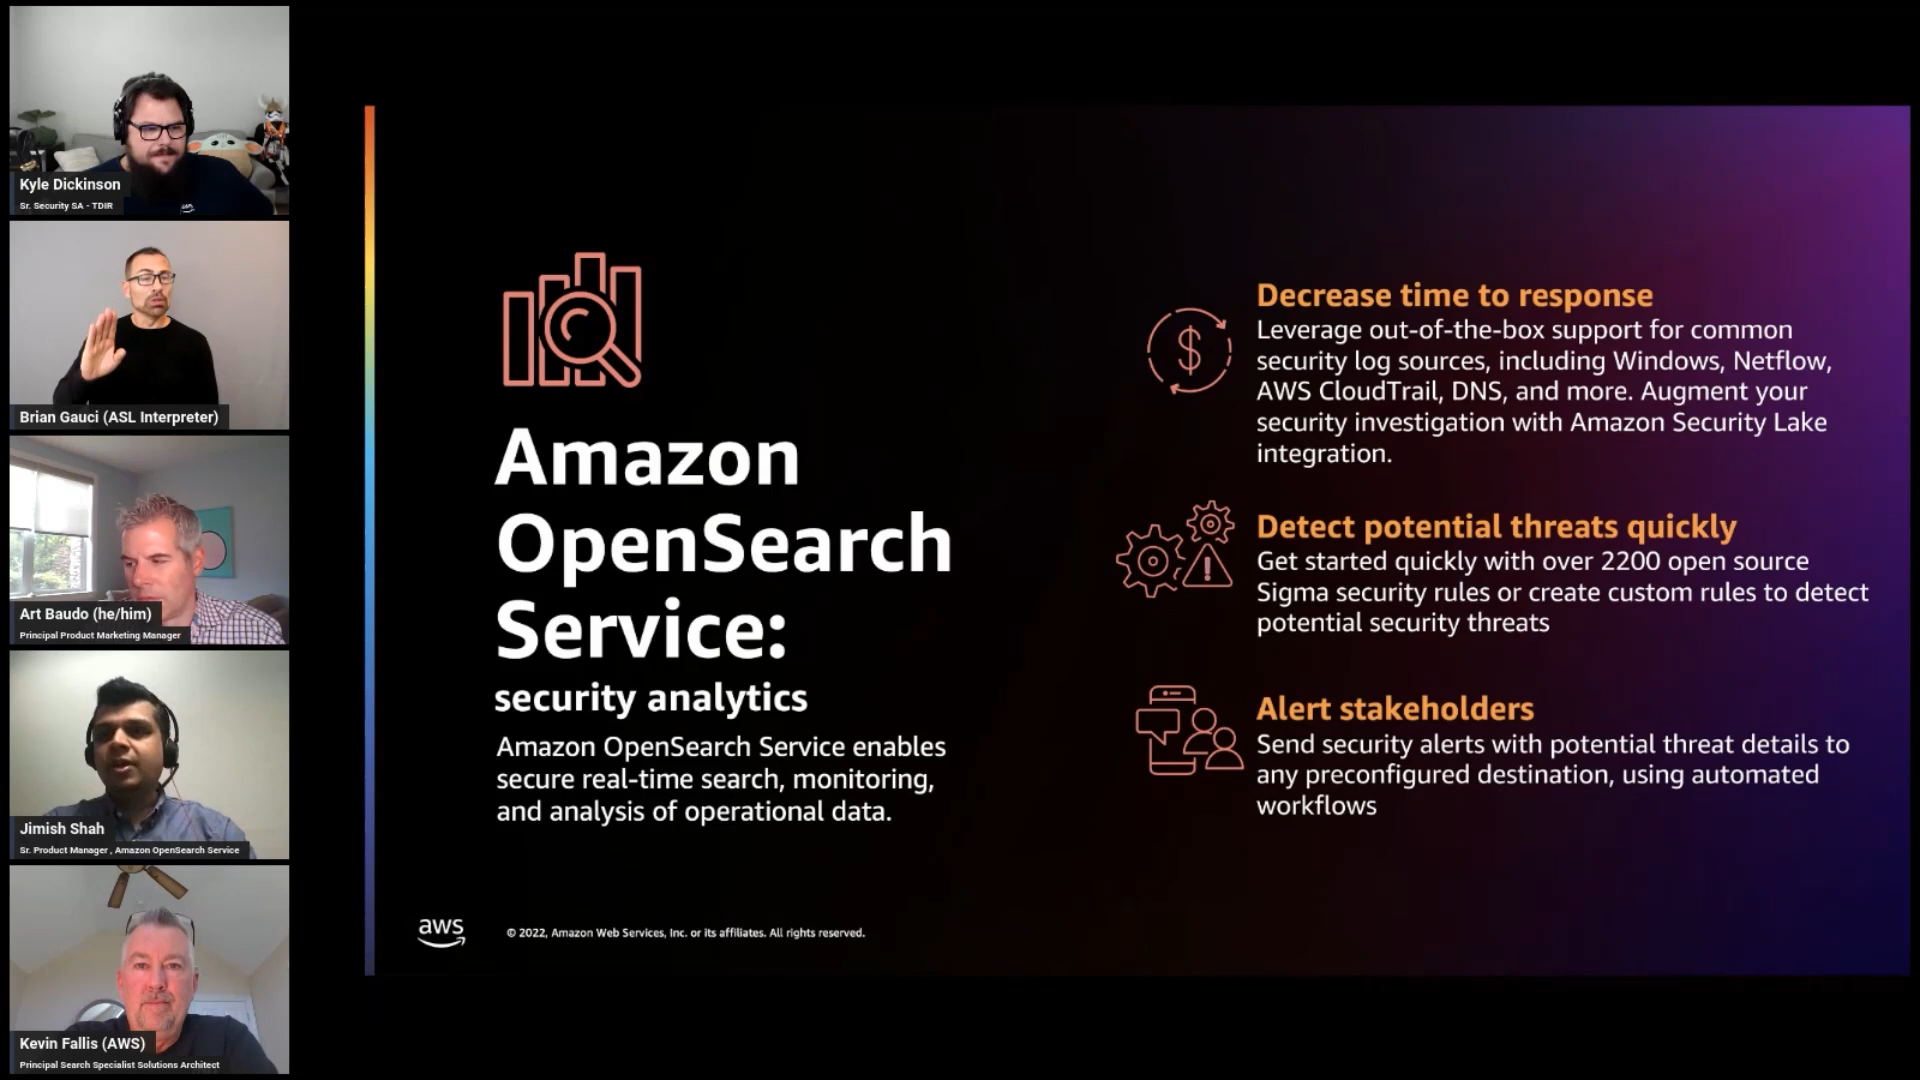 Kyle Dickinson
Sr. Security SA - TDIR
Brian Gauci (ASL Interpreter)
Art Baudo (he/him)
Principal Product Marketing Manager
Jimish Shah
Sr. Product Manager , Amazon OpenSearch Service
Kevin Fallis (AWS)
Principal Search Specialist Solutions Architect
Amazon
OpenSearch
Service:
security analytics
Amazon OpenSearch Service enables
secure real-time search, monitoring,
and analysis of operational data.
Decrease time to response
Leverage out-of-the-box support for common
security log sources, including Windows, Netflow,
AWS CloudTrail, DNS, and more. Augment your
security investigation with Amazon Security Lake
integration.
Detect potential threats quickly
Get started quickly with over 2200 open source
Sigma security rules or create custom rules to detect
potential security threats
Alert stakeholders
Send security alerts with potential threat details to
any preconfigured destination, using automated
workflows
aws
© 2022, Amazon Web Services, Inc. or its affiliates. All rights reserved.
$